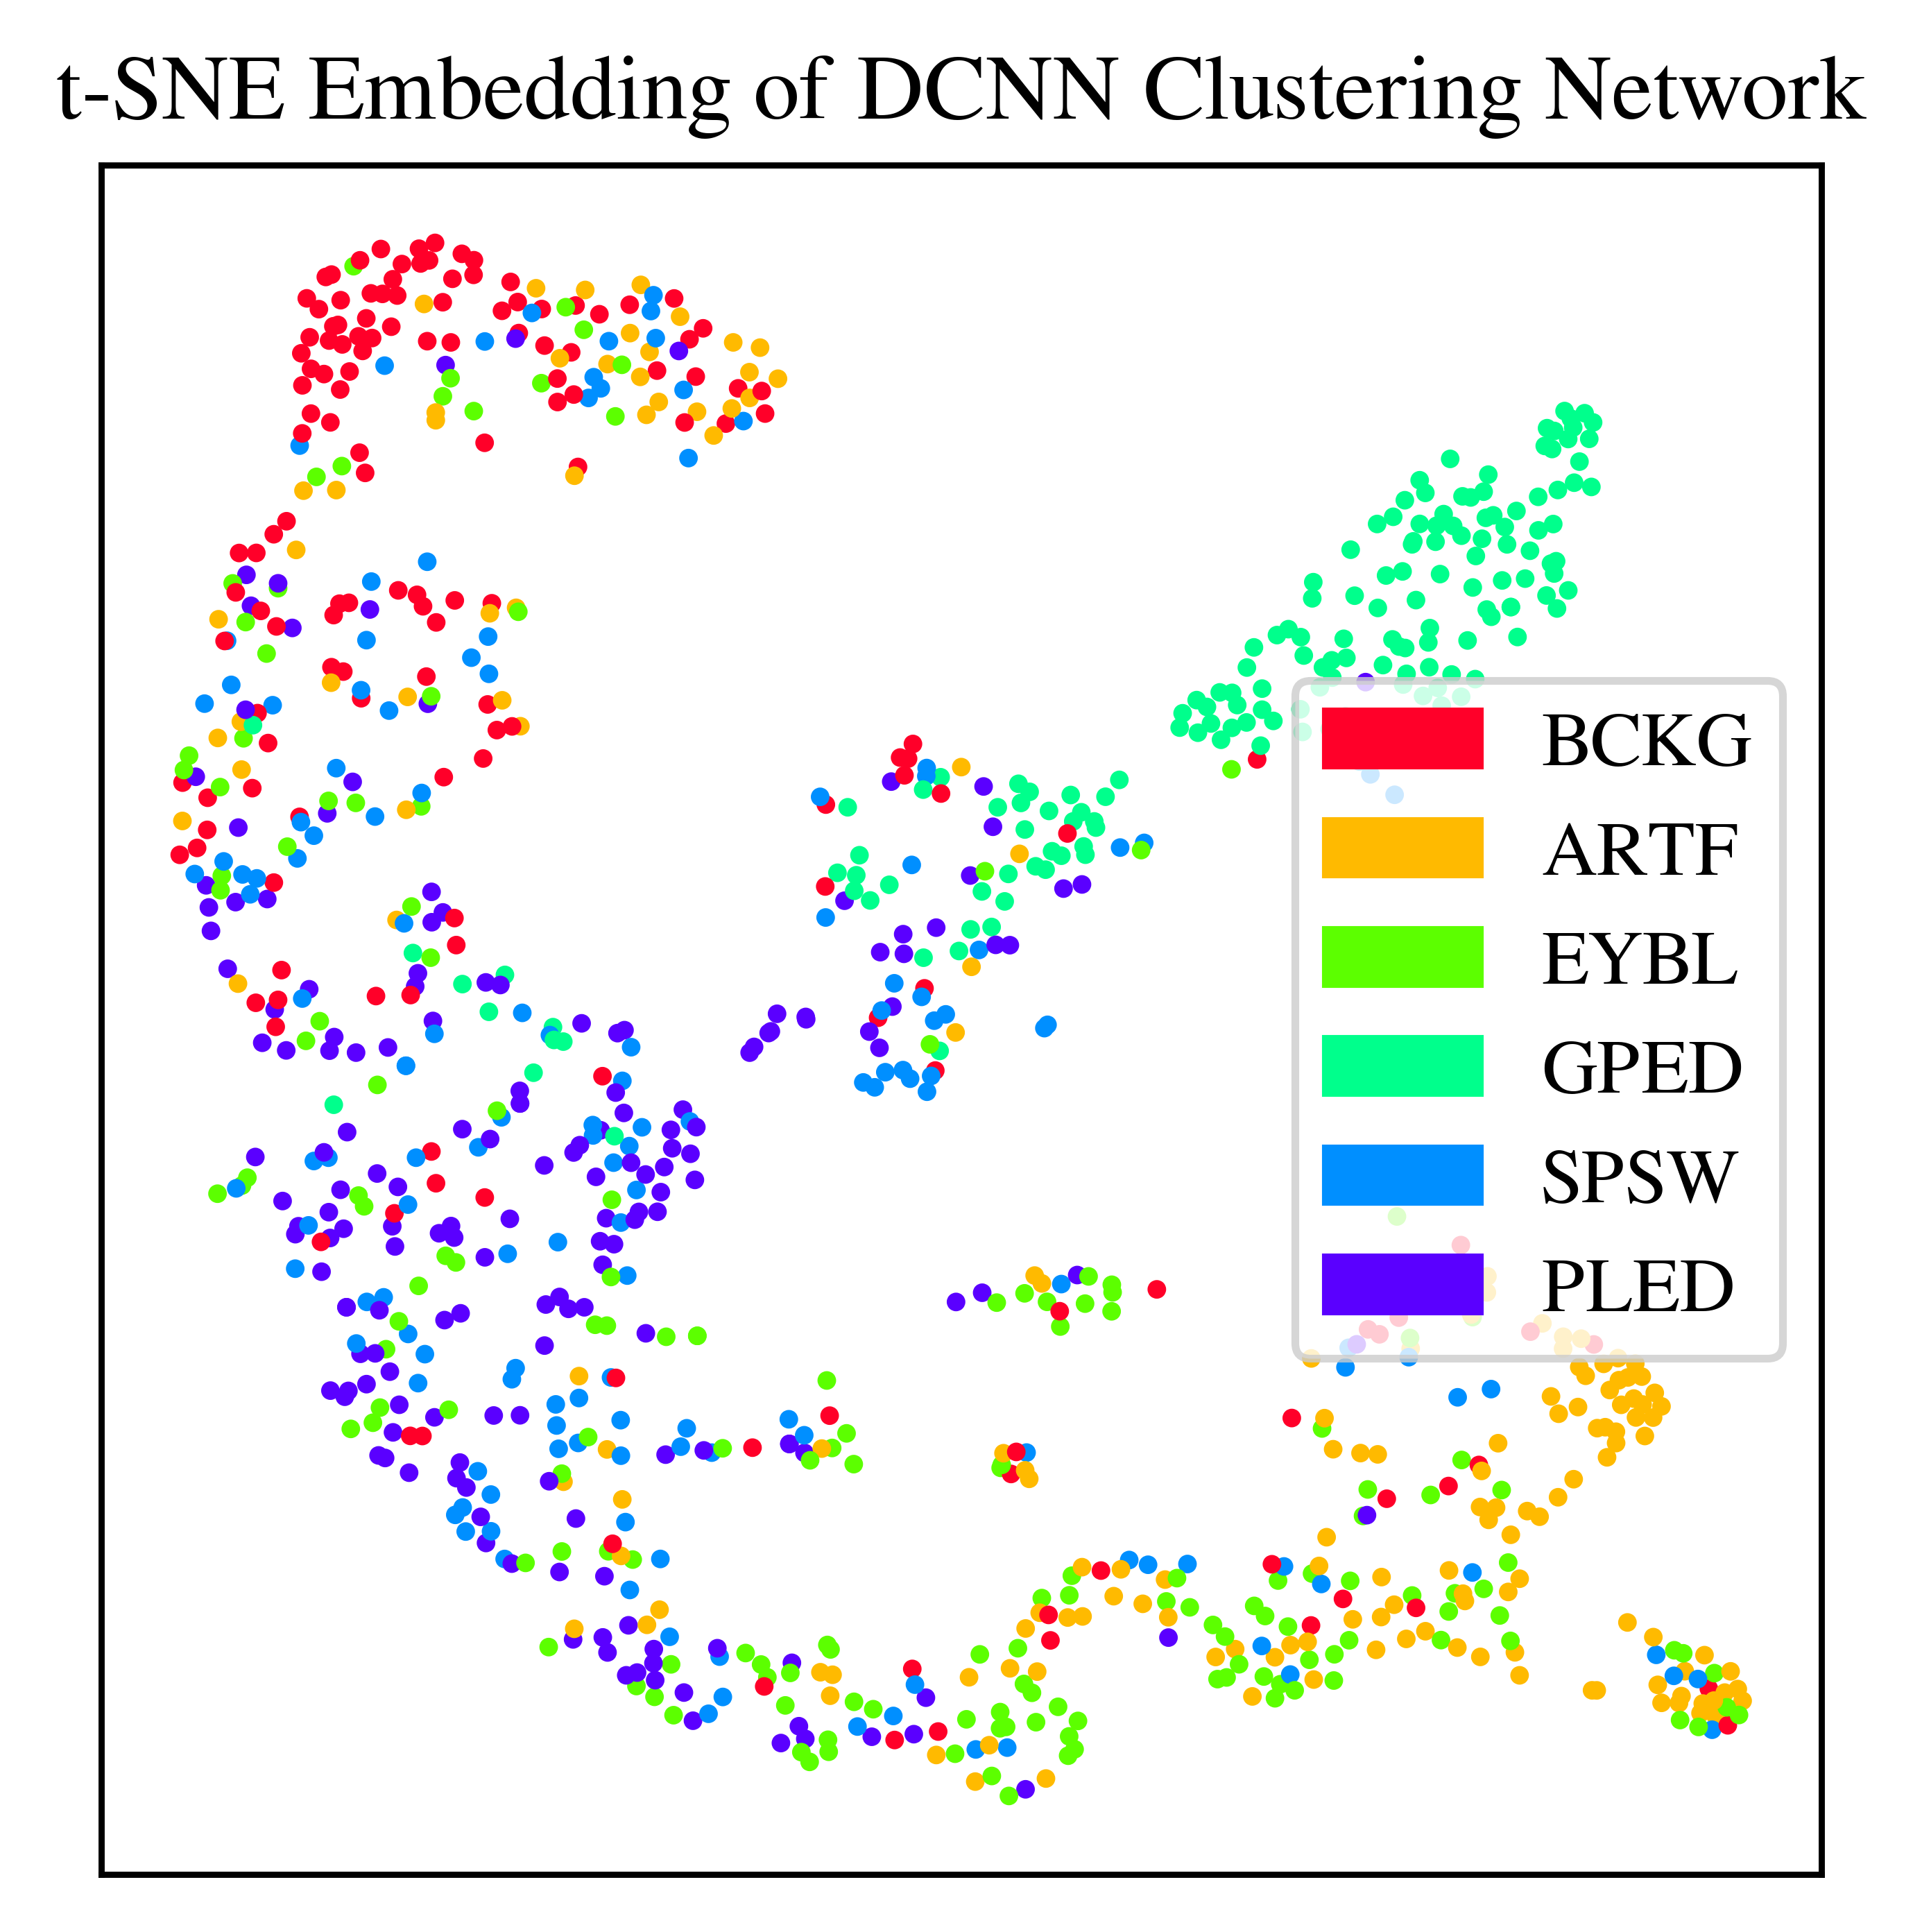 t-SNE Embedding of DCNN Clustering Network
BCKG
ARTF
EYBL
GPED
SPSW
PLED